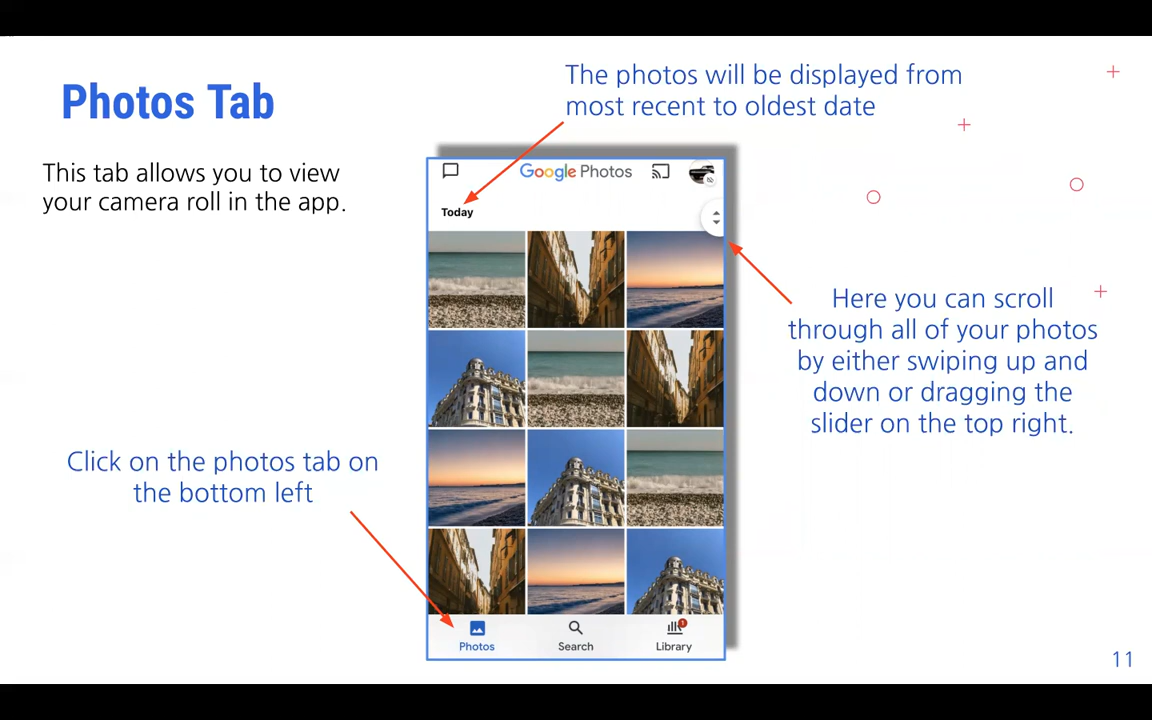 Photos Tab
This tab allows you to view
your camera roll in the app.
The photos will be displayed from
most recent to oldest date
Google Photos
Today
Here you can scroll
through all of your photos
by either swiping up and
down or dragging the
slider on the top right.
Click on the photos tab on
the bottom left
Photos
Search
1
Library
11